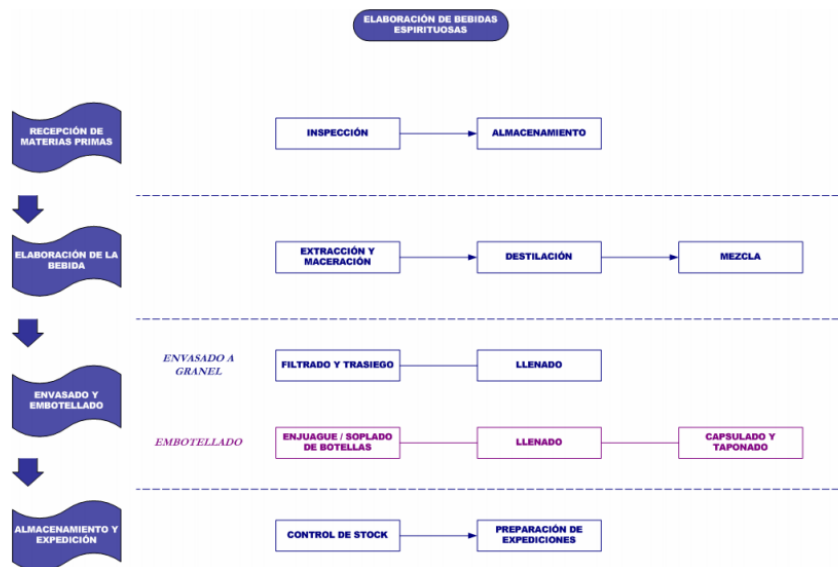 ELABORACIÓN DE BEBIDAS
ESPIRITUOSAS
RECEPCIÓN DE
MATERIAS PRIMAS
INSPECCIÓN
ALMACENAMIENTO
ELABORACIÓN DE LA
BEBIDA
EXTRACCIÓN Y
MACERACIÓN
DESTILACIÓN
MEZCLA
ENVASADO Y
EMBOTELLADO
ENVASADO A
GRANEL
FILTRADO Y TRASIEGO
LLENADO
EMBOTELLADO
ENJUAGUE / SOPLADO
DE BOTELLAS
LLENADO
CAPSULADO Y
TAPONADO
ALMACENAMIENTO Y
EXPEDICIÓN
CONTROL DE STOCK
PREPARACIÓN DE
EXPEDICIONES